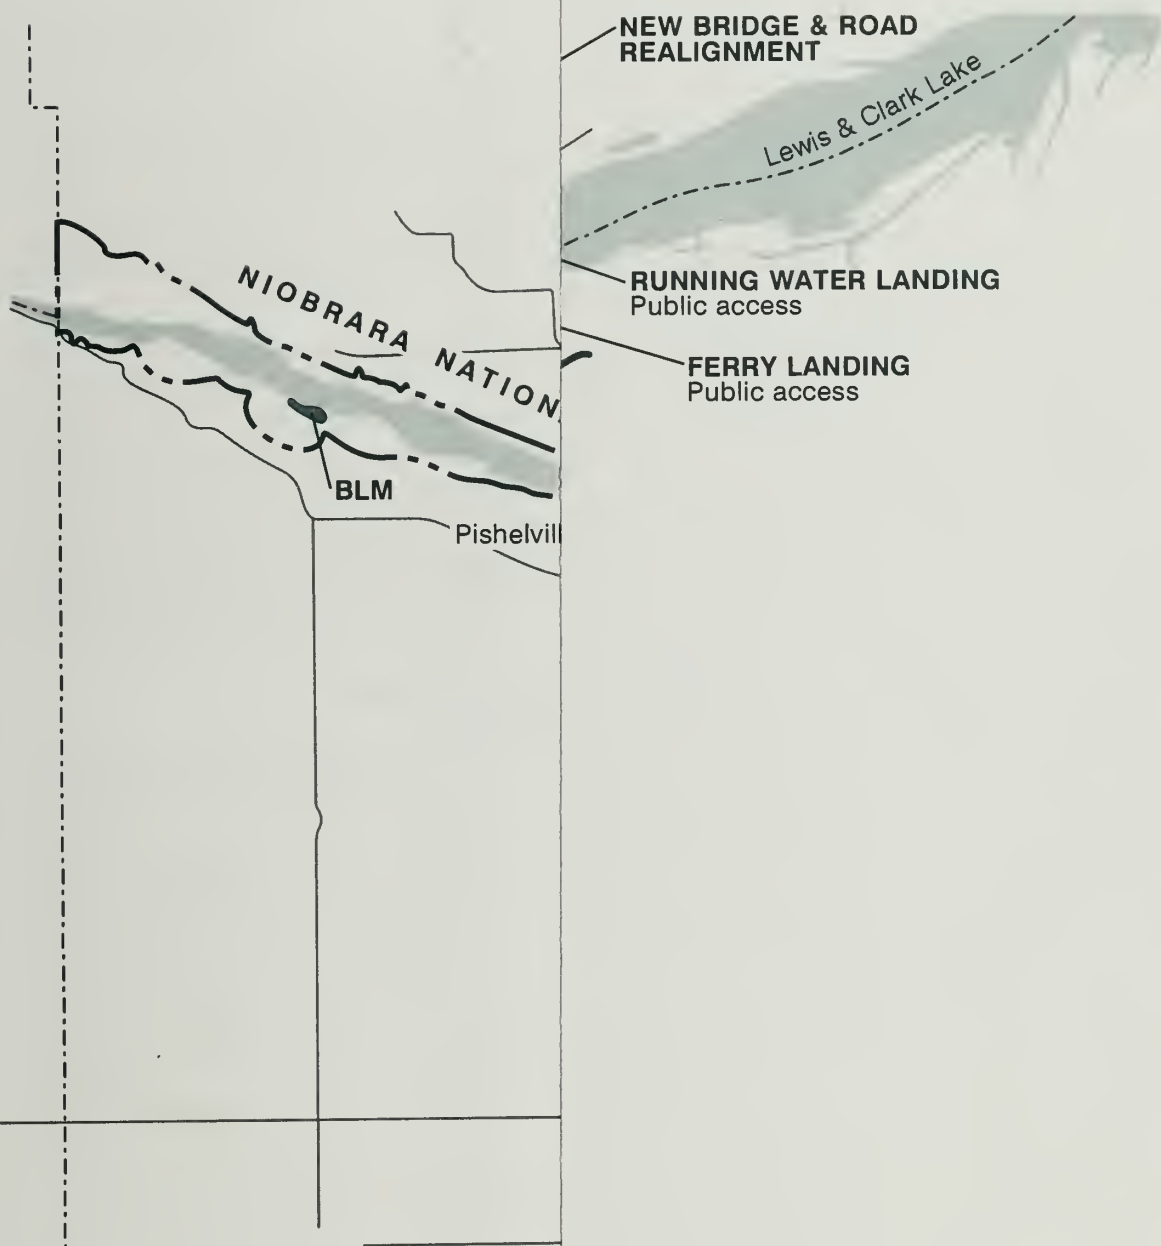 NEW BRIDGE & ROAD
REALIGNMENT
Lewis & Clark Lake
NIOBRARA NATION
RUNNING WATER LANDING
Public access
FERRY LANDING
Public access
BLM
Pishelvil